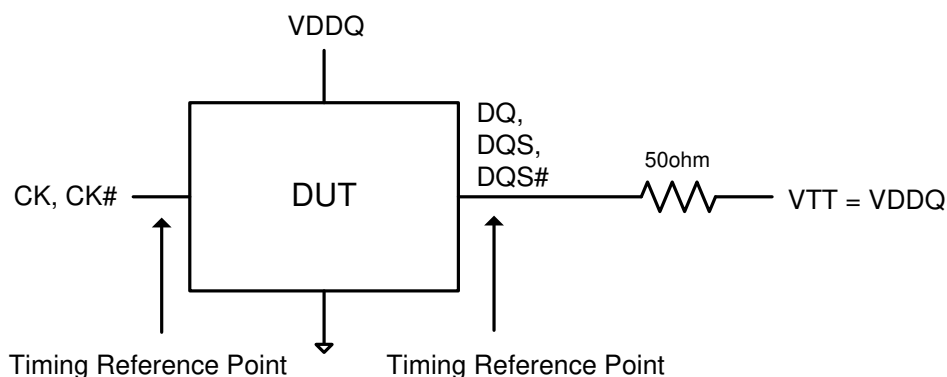 VDDQ
DQ,
DQS,
DQS#
50ohm
CK, CK#
DUT
VTT = VDDQ
Timing Reference Point
Timing Reference Point